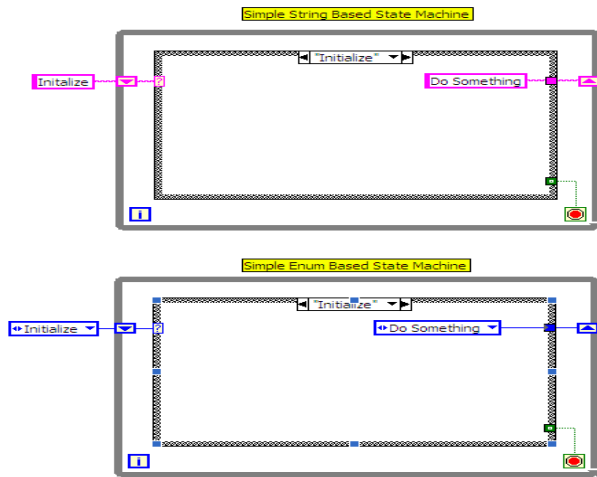 Simple String Based State Machine
"Initialize"
Initalize
?
Do Something
i
Simple Enum Based State Machine
"Initialize"
Initialize
?
Do Something
i